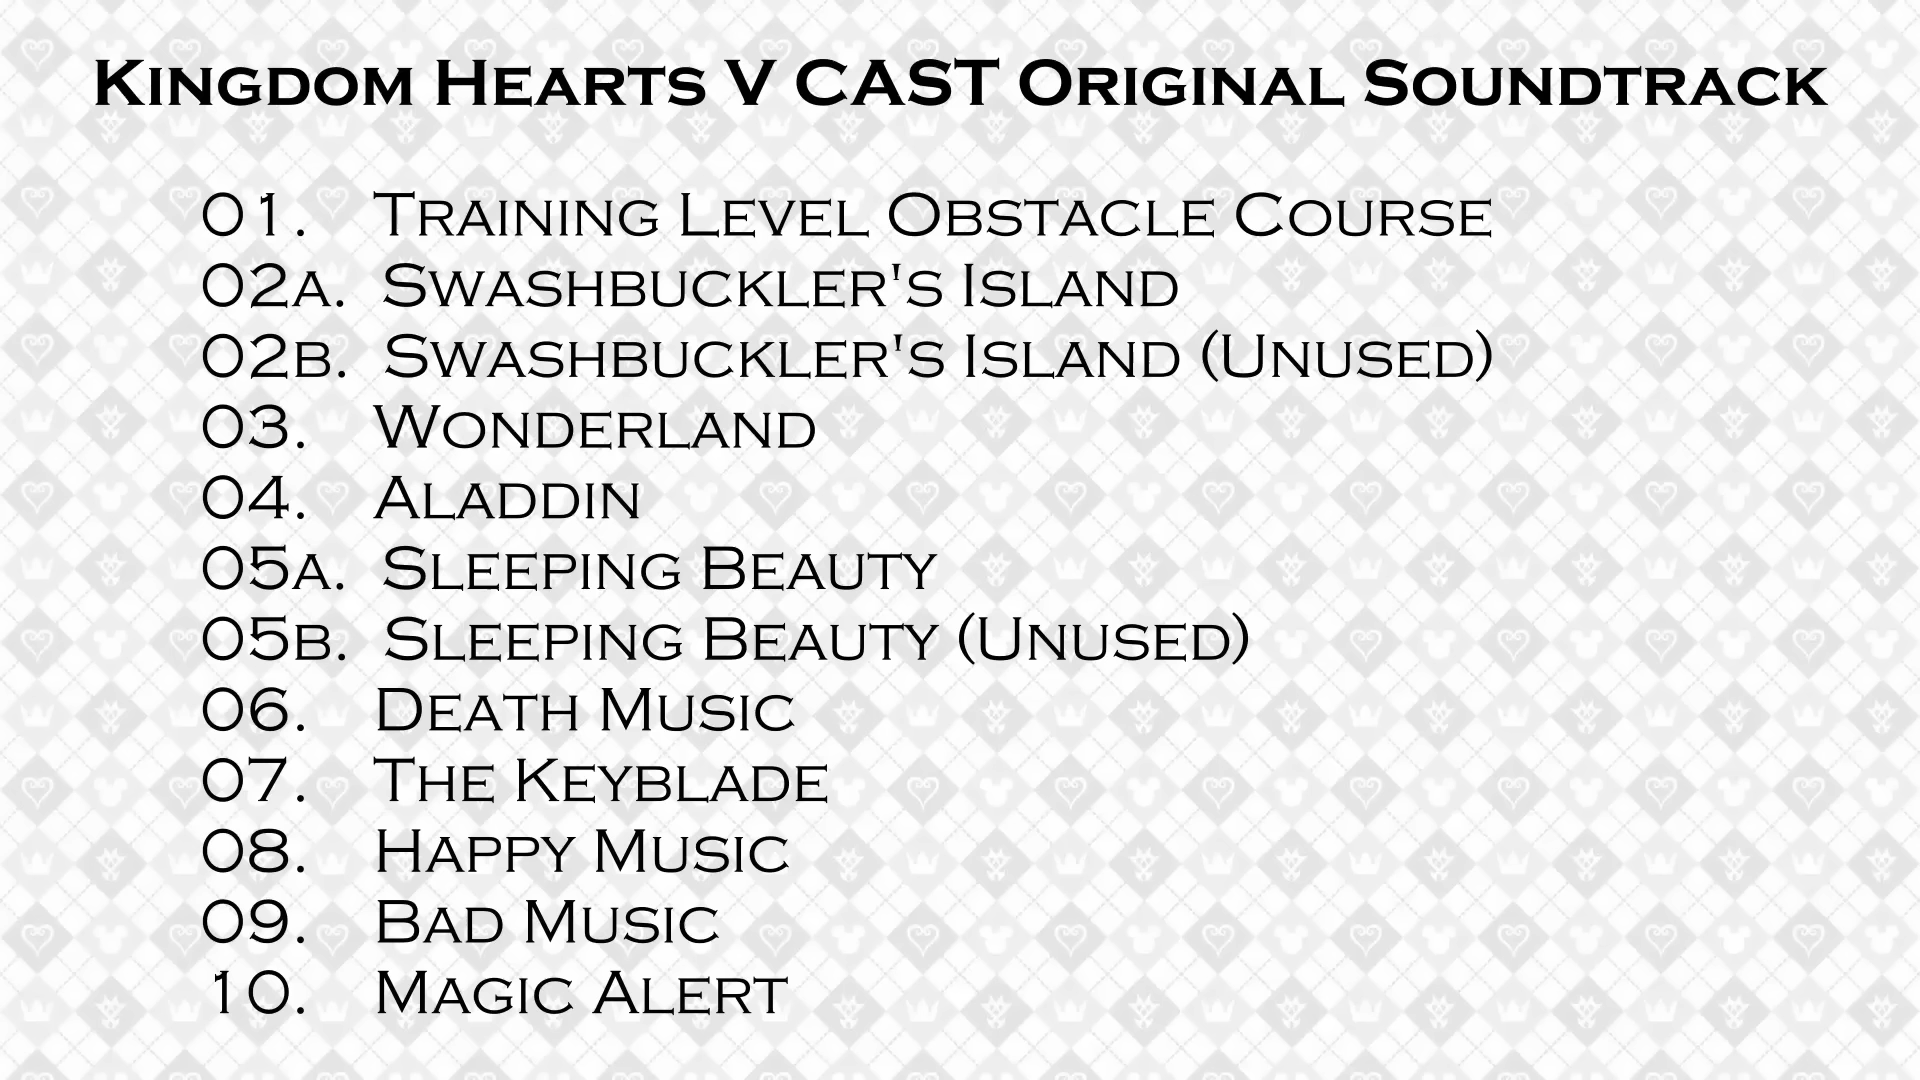 Kingdom Hearts V CAST Original Soundtrack
01. Training Level Obstacle Course
02a. Swashbuckler's Island
02b. Swashbuckler's Island (Unused)
03. Wonderland
04. Aladdin
05a. Sleeping Beauty
05b. Sleeping Beauty (Unused)
06. Death Music
07. The Keyblade
08. Happy Music
09. Bad Music
10. Magic Alert